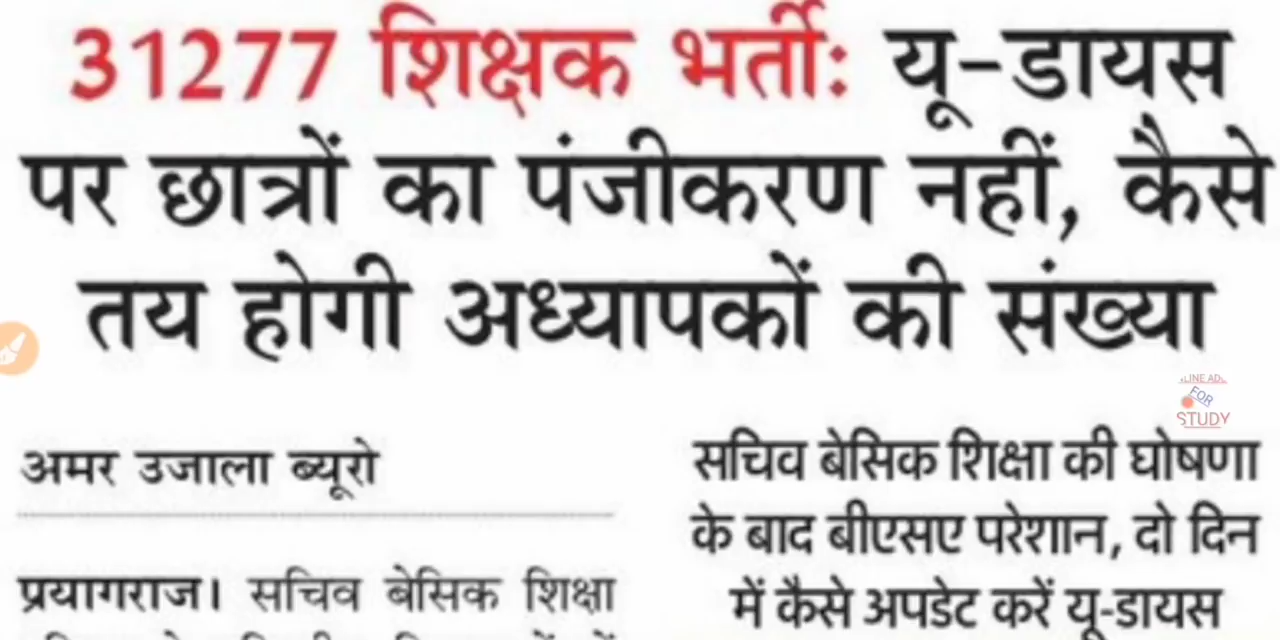 31277 शिक्षक भर्ती: यू-डायस
पर छात्रों का पंजीकरण नहीं, कैसे
तय होगी अध्यापकों की संख्या
अमर उजाला ब्यूरो
प्रयागराज। सचिव बेसिक शिक्षा
सचिव बेसिक शिक्षा की घोषणा
के बाद बीएसए परेशान, दो दिन
में कैसे अपडेट करें यू-डायस
FOR
STUDY